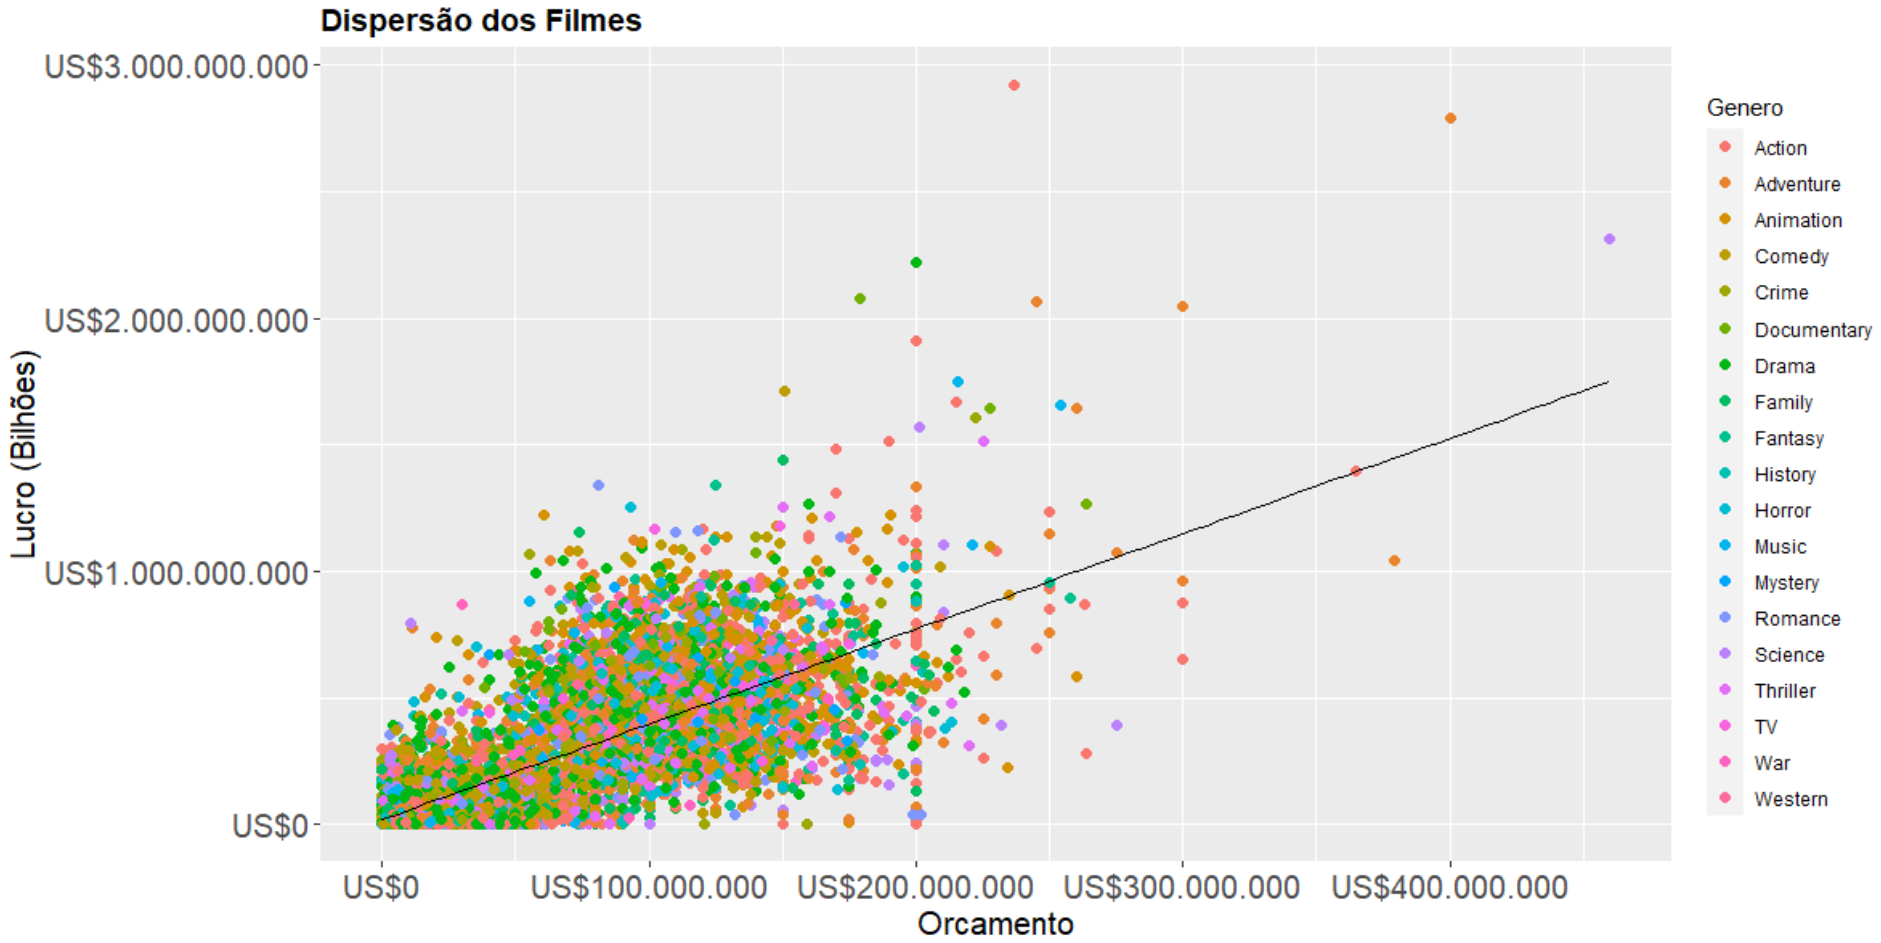 Dispersão dos Filmes
US$3.000.000.000
US$2.000.000.000
US$1.000.000.000
US$0
Lucro (Bilhões)
US$0
US$100.000.000
US$200.000.000
US$300.000.000
US$400.000.000
Orcamento
Genero
Action
Adventure
Animation
Comedy
Crime
Documentary
Drama
Family
Fantasy
History
Horror
Music
Mystery
Romance
Science
Thriller
TV
War
Western